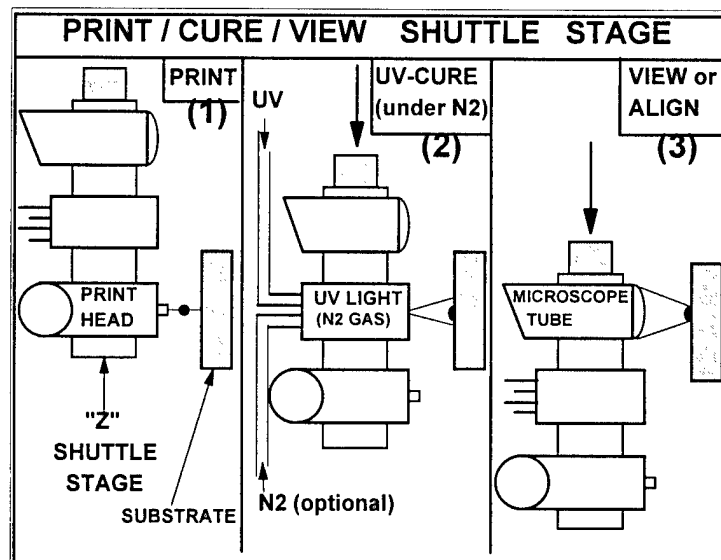 PRINT / CURE / VIEW SHUTTLE STAGE
PRINT
(1)
PRINT
HEAD
"Z"
SHUTTLE
STAGE
SUBSTRATE
UV
UV-CURE
(under N2)
(2)
UV LIGHT
(N2 GAS)
N2 (optional)
VIEW or
ALIGN
(3)
MICROSCOPE
TUBE